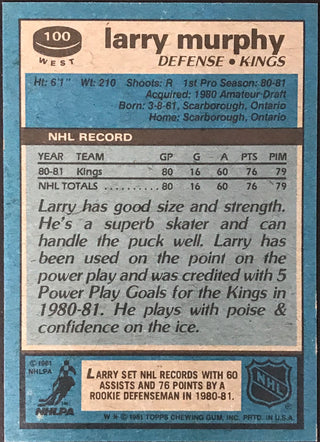 100
WEST
larry murphy
DEFENSE • KINGS
Ht: 6'1" Wt: 210 Shoots: R 1st Pro Season: 80-81
Acquired: 1980 Amateur Draft
Born: 3-8-61, Scarborough, Ontario
Home: Scarborough, Ontario
NHL RECORD
YEAR TEAM GP G A PTS PIM
80-81 Kings 80 16 60 76 79
NHL TOTALS .......... 80 16 60 76 79
Larry has good size and strength.
He's a superb skater and can
handle the puck well. Larry has
been used on the point on the
power play and was credited with 5
Power Play Goals for the Kings in
1980-81. He plays with poise &
confidence on the ice.
© 1981
NHLPA
NHLPA
LARRY SET NHL RECORDS WITH 60
ASSISTS AND 76 POINTS BY A
ROOKIE DEFENSEMAN IN 1980-81.
NHL
W © 1981 TOPPS CHEWING GUM, INC. PRTD. IN U.S.A.